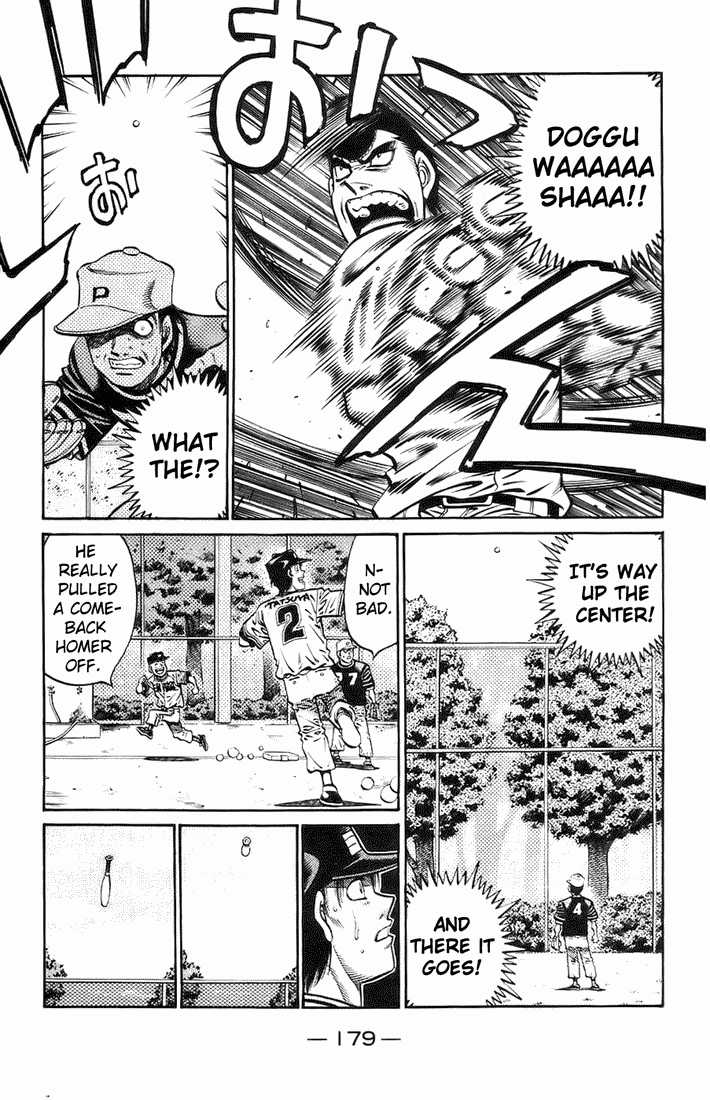 DOGGU
WAAAAAA
SHAAA!!
おっ
お
P
WHAT
THE!?
IT'S WAY
UP THE
CENTER!
N-
NOT
BAD.
HE
REALLY
PULLED
A COME-
BACK
HOMER
OFF.
TATSUYA
2
7
AND
THERE IT
GOES!
4
— 179 —